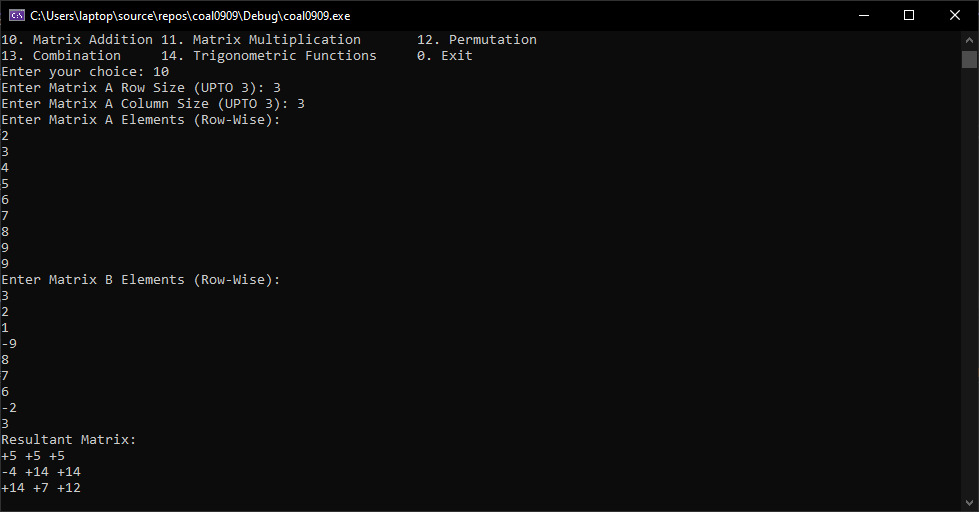 C:\Users\laptop\source\repos\coal0909\Debug\coal0909.exe
10. Matrix Addition 11. Matrix Multiplication       12. Permutation
13. Combination     14. Trigonometric Functions     0. Exit
Enter your choice: 10
Enter Matrix A Row Size (UPTO 3): 3
Enter Matrix A Column Size (UPTO 3): 3
Enter Matrix A Elements (Row-Wise):
2
3
4
5
6
7
8
9
9
Enter Matrix B Elements (Row-Wise):
3
2
1
-9
8
7
6
-2
3
Resultant Matrix:
+5 +5 +5
-4 +14 +14
+14 +7 +12